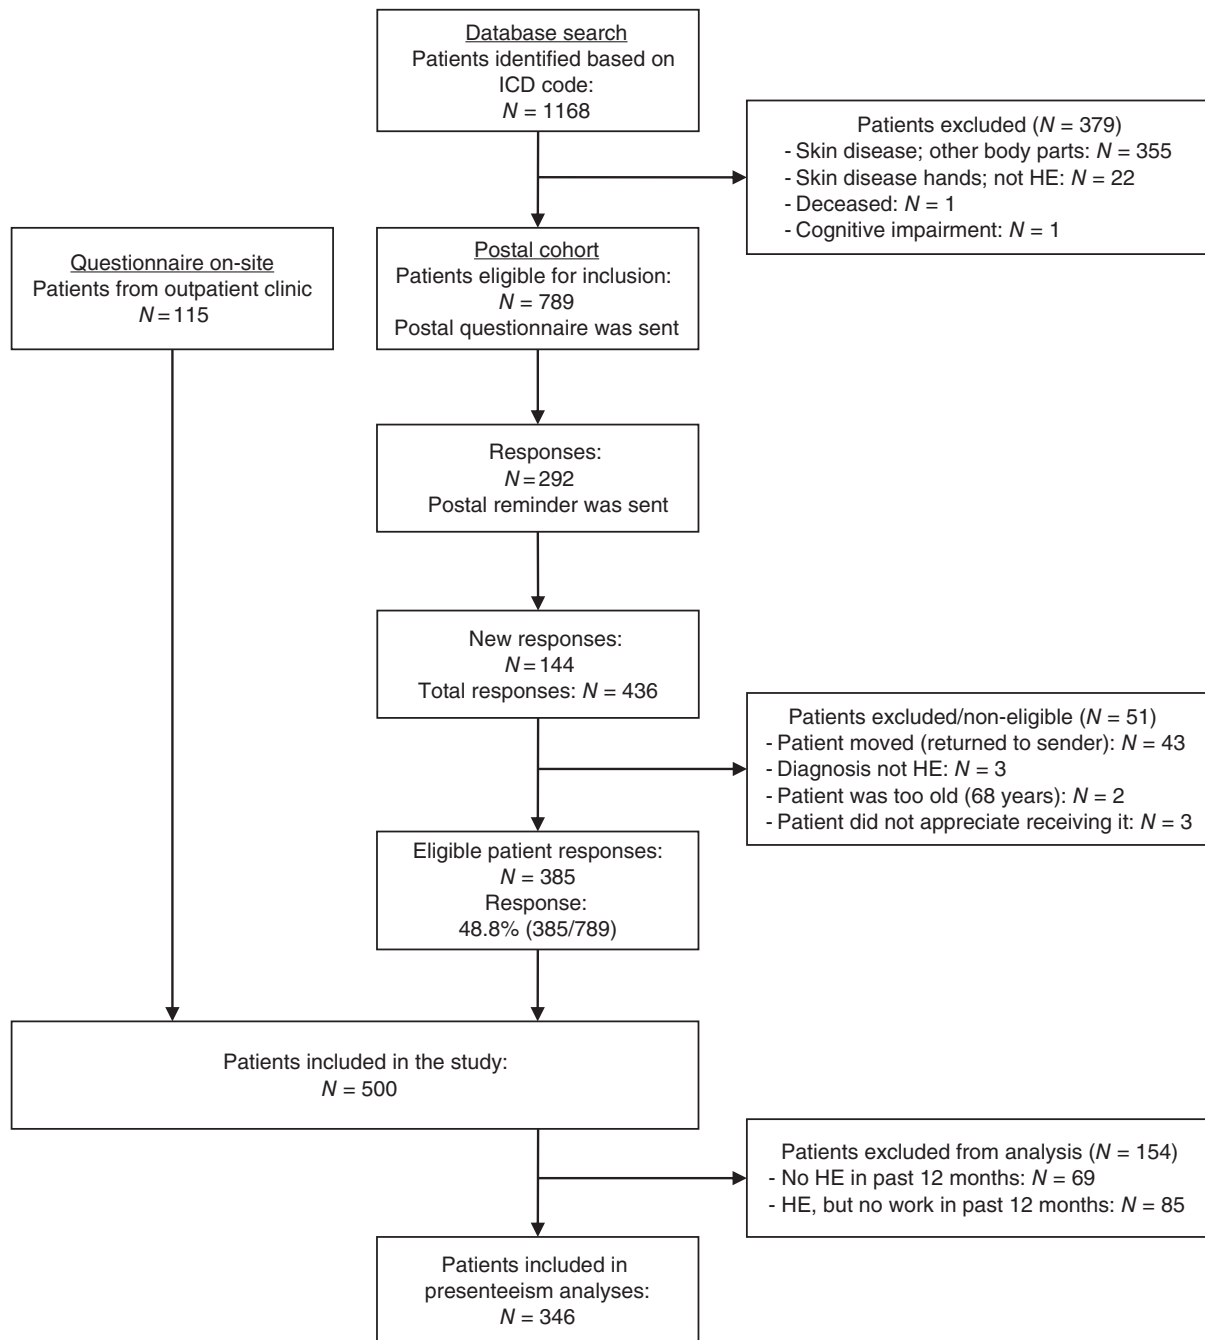 Database search
Patients identified based on
ICD code:
N = 1168
Patients excluded (N = 379)
- Skin disease; other body parts: N = 355
- Skin disease hands; not HE: N = 22
- Deceased: N = 1
- Cognitive impairment: N = 1
Questionnaire on-site
Patients from outpatient clinic
N = 115
Postal cohort
Patients eligible for inclusion:
N = 789
Postal questionnaire was sent
Responses:
N = 292
Postal reminder was sent
New responses:
N = 144
Total responses: N = 436
Patients excluded/non-eligible (N = 51)
- Patient moved (returned to sender): N = 43
- Diagnosis not HE: N = 3
- Patient was too old (68 years): N = 2
- Patient did not appreciate receiving it: N = 3
Eligible patient responses:
N = 385
Response:
48.8% (385/789)
Patients included in the study:
N = 500
Patients excluded from analysis (N = 154)
- No HE in past 12 months: N = 69
- HE, but no work in past 12 months: N = 85
Patients included in
presenteeism analyses:
N = 346